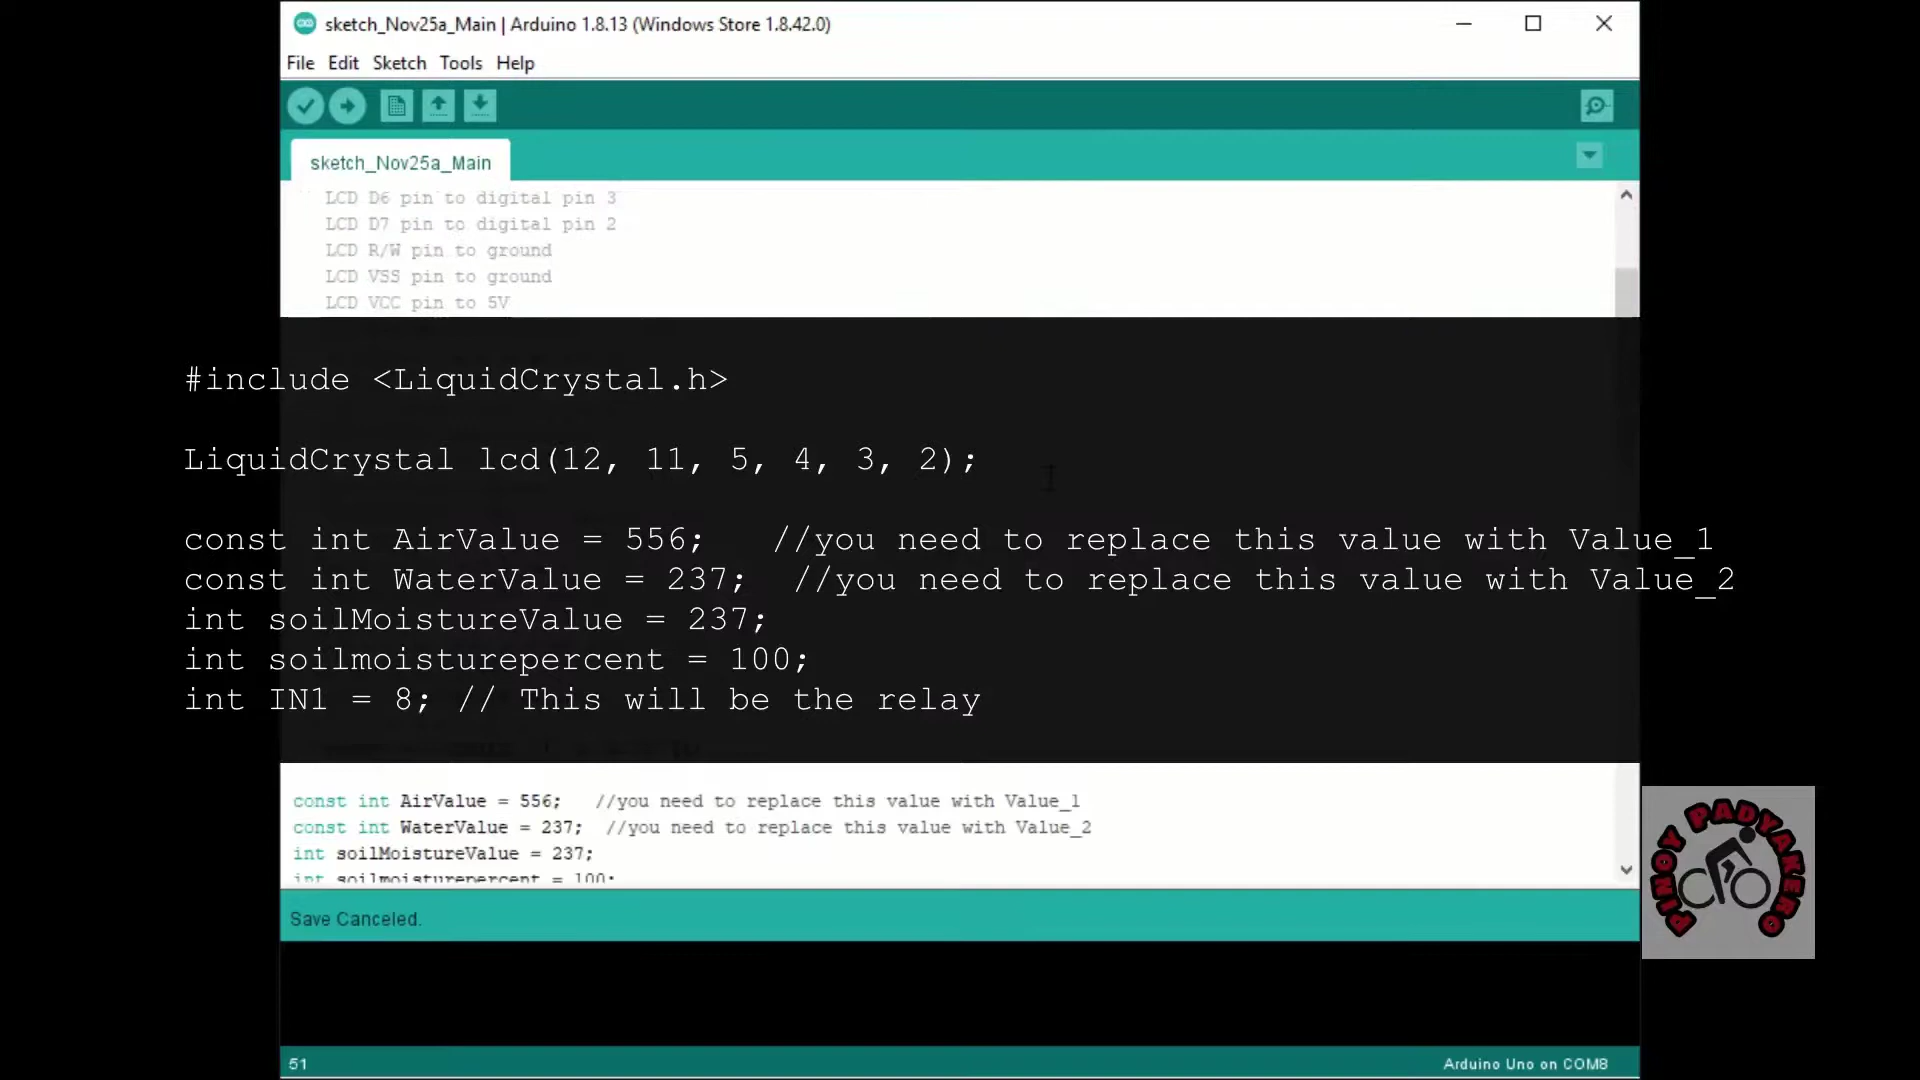 sketch_Nov25a_Main | Arduino 1.8.13 (Windows Store 1.8.42.0)
File Edit Sketch Tools Help
sketch_Nov25a_Main
LCD D6 pin to digital pin 3
LCD D7 pin to digital pin 2
LCD R/W pin to ground
LCD VSS pin to ground
LCD VCC pin to 5V
#include <LiquidCrystal.h>
LiquidCrystal lcd(12, 11, 5, 4, 3, 2);
const int AirValue = 556;   //you need to replace this value with Value_1
const int WaterValue = 237;  //you need to replace this value with Value_2
int soilMoistureValue = 237;
int soilmoisturepercent = 100;
int IN1 = 8; // This will be the relay
const int AirValue = 556;   //you need to replace this value with Value_1
const int WaterValue = 237;  //you need to replace this value with Value_2
int soilMoistureValue = 237;
int soilmoisturepercent = 100;
PINOY PADYAKERO
Save Canceled.
51
Arduino Uno on COM8